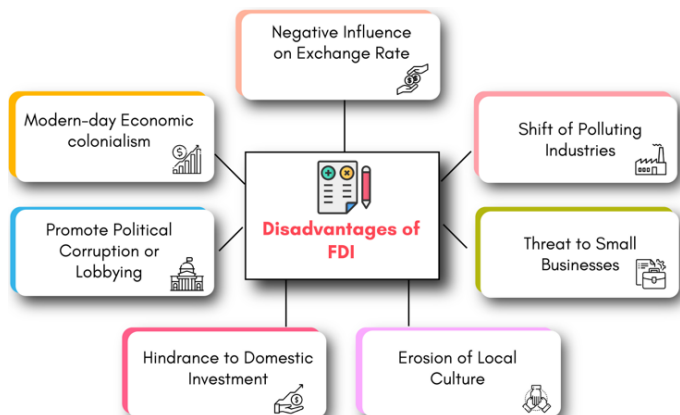 Negative Influence
on Exchange Rate
Modern-day Economic
colonialism
Shift of Polluting
Industries
Disadvantages of
FDI
Promote Political
Corruption or
Lobbying
Threat to Small
Businesses
Hindrance to Domestic
Investment
Erosion of Local
Culture